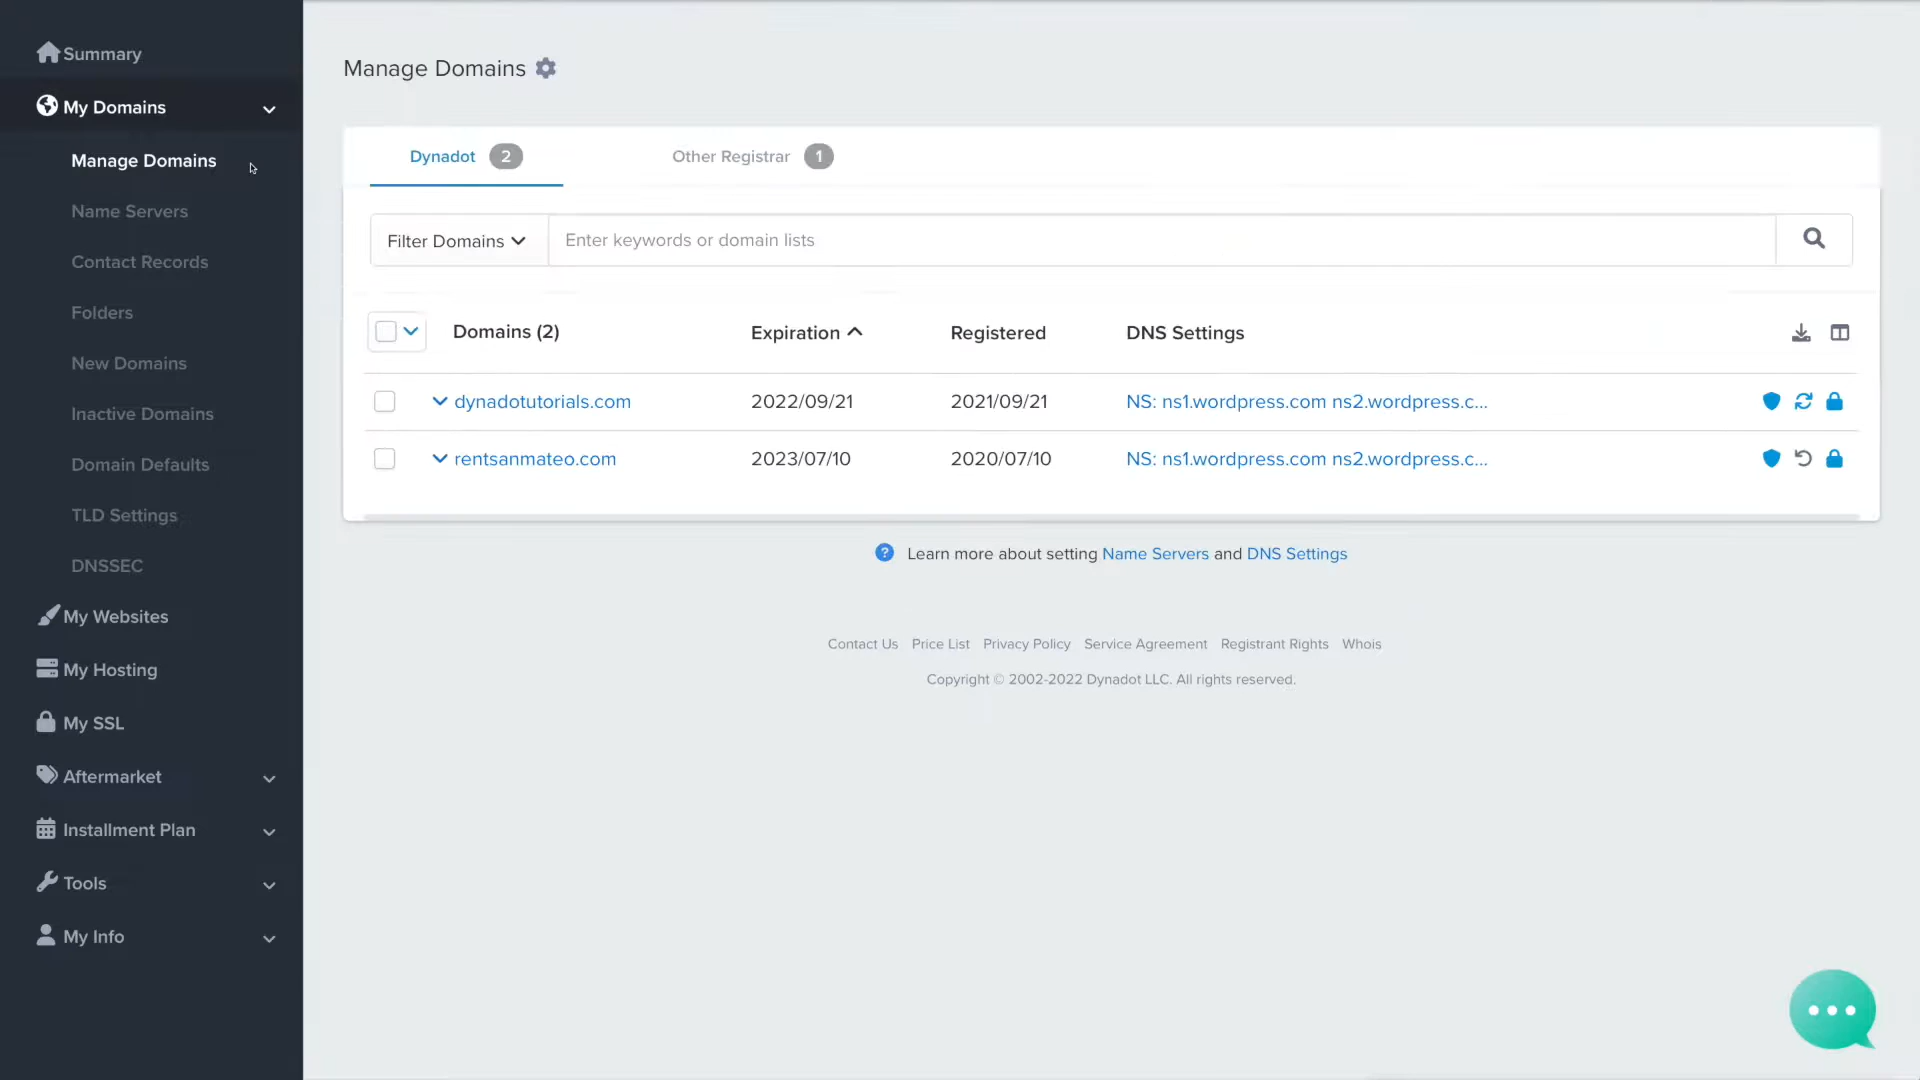 Summary
My Domains
Manage Domains
Name Servers
Contact Records
Folders
New Domains
Inactive Domains
Domain Defaults
TLD Settings
DNSSEC
My Websites
My Hosting
My SSL
Aftermarket
Installment Plan
Tools
My Info
Manage Domains
Dynadot 2 Other Registrar 1
Filter Domains Enter keywords or domain lists
Domains (2) Expiration Registered DNS Settings
dynadotutorials.com 2022/09/21 2021/09/21 NS: ns1.wordpress.com ns2.wordpress.c...
rentsanmateo.com 2023/07/10 2020/07/10 NS: ns1.wordpress.com ns2.wordpress.c...
? Learn more about setting Name Servers and DNS Settings
Contact Us Price List Privacy Policy Service Agreement Registrant Rights Whois
Copyright © 2002-2022 Dynadot LLC. All rights reserved.